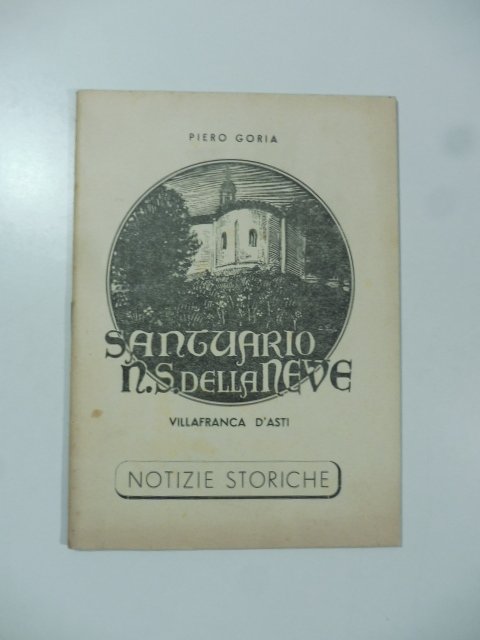 PIERO GORIA
SANTUARIO
N.S. DELLA NEVE
VILLAFRANCA D'ASTI
NOTIZIE STORICHE